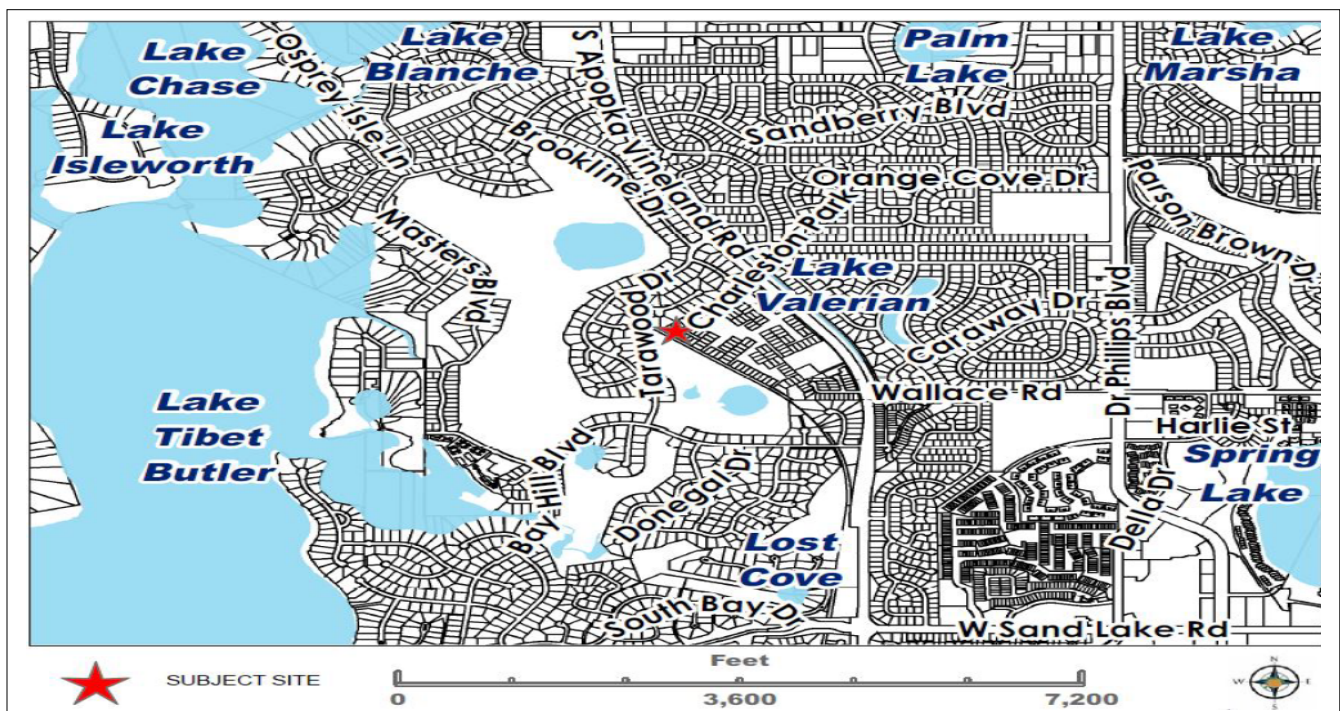 Lake
Chase
Osprey Isle Ln
Lake
Blanche
S Apopka Vineland Rd
Palm
Lake
Lake
Marsha
Lake
Isleworth
Brookline Dr
Sandberry Blvd
Orange Cove Dr
Parson Brown Dr
Masters Blvd
Charleston Park
Lake
Valerian
Tarawood Dr
Caraway Dr
Dr Phillips Blvd
Wallace Rd
Lake
Tibet
Butler
Harlie St
Spring
Lake
Bay Hill Blvd
Donegal Dr
Della Dr
Lost
Cove
South Bay Dr
W Sand Lake Rd
SUBJECT SITE
Feet
0
3,600
7,200
N
W
E
S